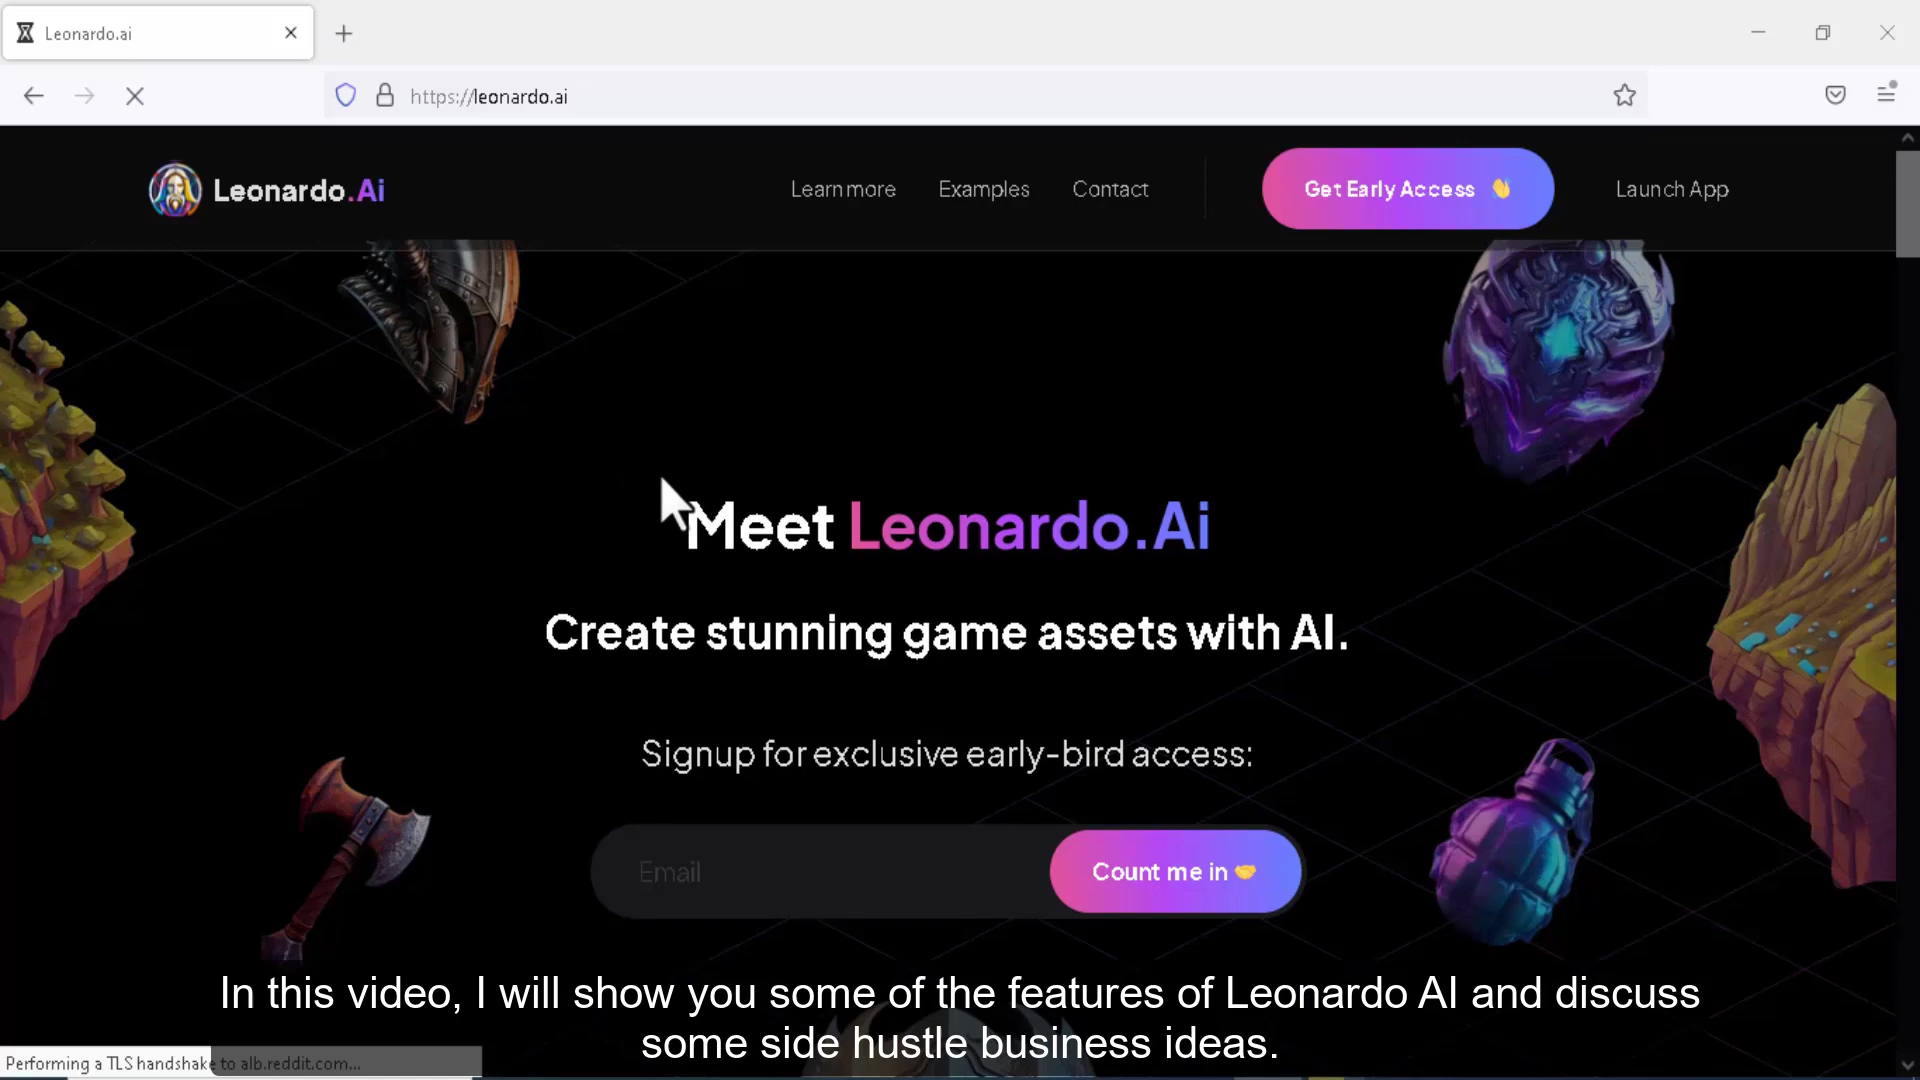 Leonardo.ai
https://leonardo.ai
Leonardo.Ai
Learn more
Examples
Contact
Get Early Access 👋
Launch App
Meet Leonardo.Ai
Create stunning game assets with AI.
Signup for exclusive early-bird access:
Email
Count me in 🤝
In this video, I will show you some of the features of Leonardo AI and discuss
some side hustle business ideas.
Performing a TLS handshake to alb.reddit.com...